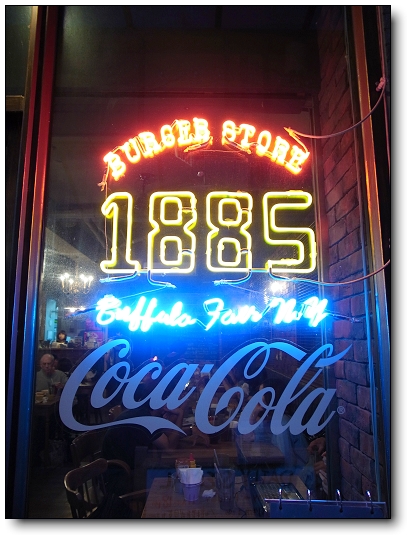 BURGER STORE
1885
Buffalo Fair N.Y
Coca-Cola